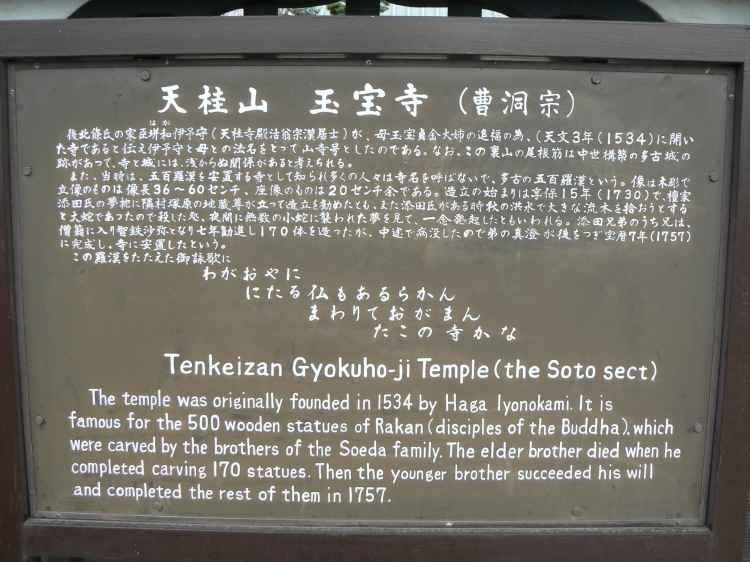 天桂山 玉宝寺 (曹洞宗)
はが
後北篠氏の家臣垪和伊予守(天桂寺殿活翁宗漢居士)が、母玉宝貞金大姉の追福の為、(天文3年(1534)に開い
た寺であると伝え伊予守と母との法名をとって山寺号としたのである。なお、この裏山の尾根筋は中世構築の多古城の
跡があって、寺と城には、浅からぬ関係があると考えられる。
また、当時は、五百羅漢を安置する寺として知られ多くの人々は寺名を呼ばないで、多古の五百羅漢という。像は木彫で
立像のものは像長36～60センチ、座像のものは20センチ余である。造立の始まりは享保15年(1730)で、檀家
添田氏の夢枕に隣村塚原の地蔵尊が立って造立を勧めたとも、また添田氏がある時秋の洪水で大きな流木を拾おうとする
と大蛇であったので殺した処、夜間に無数の小蛇に襲われた夢を見て、一念発起したともいわれる。添田兄弟のうち兄は、
僧籍に入り智鉄沙弥となり七年勧進し170体を造ったが、中途で病没したので弟の真澄が後をつぎ宝暦7年(1757)
に完成し、寺に安置したという。
この羅漢をたたえた御詠歌に
わがおやに
にたる仏もあるらかん
まわりておがまん
たこの寺かな
Tenkeizan Gyokuho-ji Temple (the Soto sect)
The temple was originally founded in 1534 by Haga Iyonokami. It is
famous for the 500 wooden statues of Rakan (disciples of the Buddha), which
were carved by the brothers of the Soeda family. The elder brother died when he
completed carving 170 statues. Then the younger brother succeeded his will
and completed the rest of them in 1757.